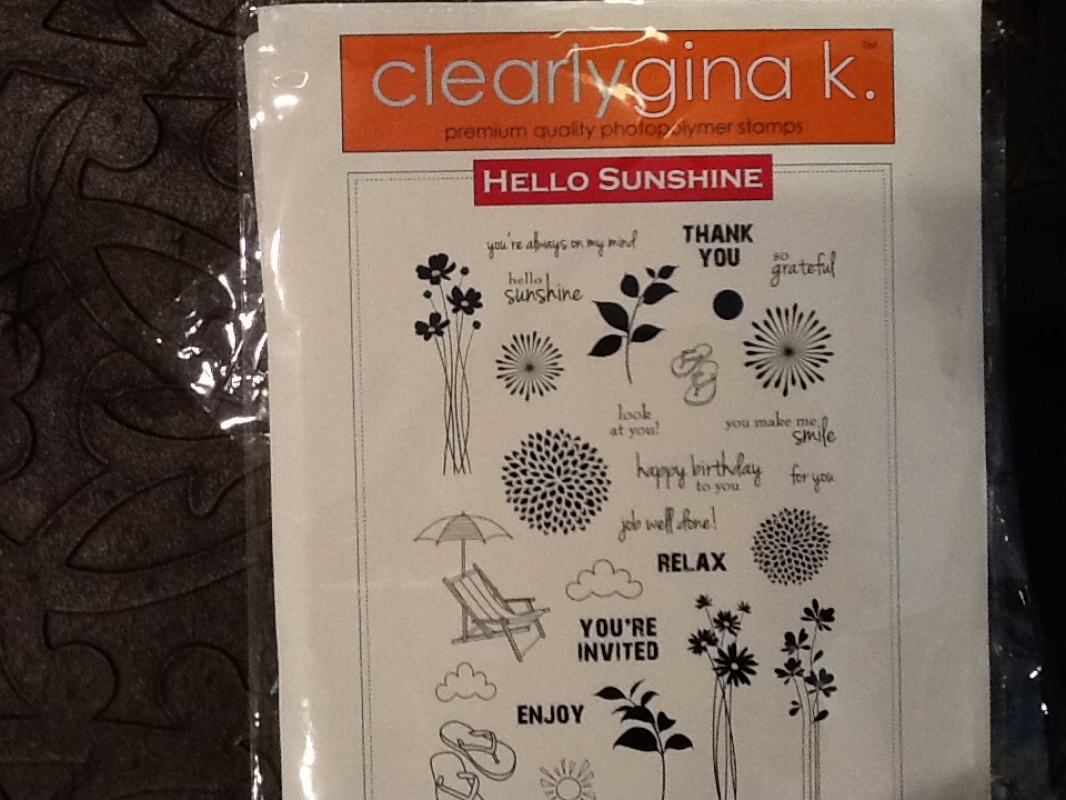 clearlygina k.™
premium quality photopolymer stamps
HELLO SUNSHINE
you're always on my mind
THANK
YOU
so
grateful
hello
sunshine
look
at you!
you make me
smile
happy birthday
to you
for you
job well done!
RELAX
YOU'RE
INVITED
ENJOY